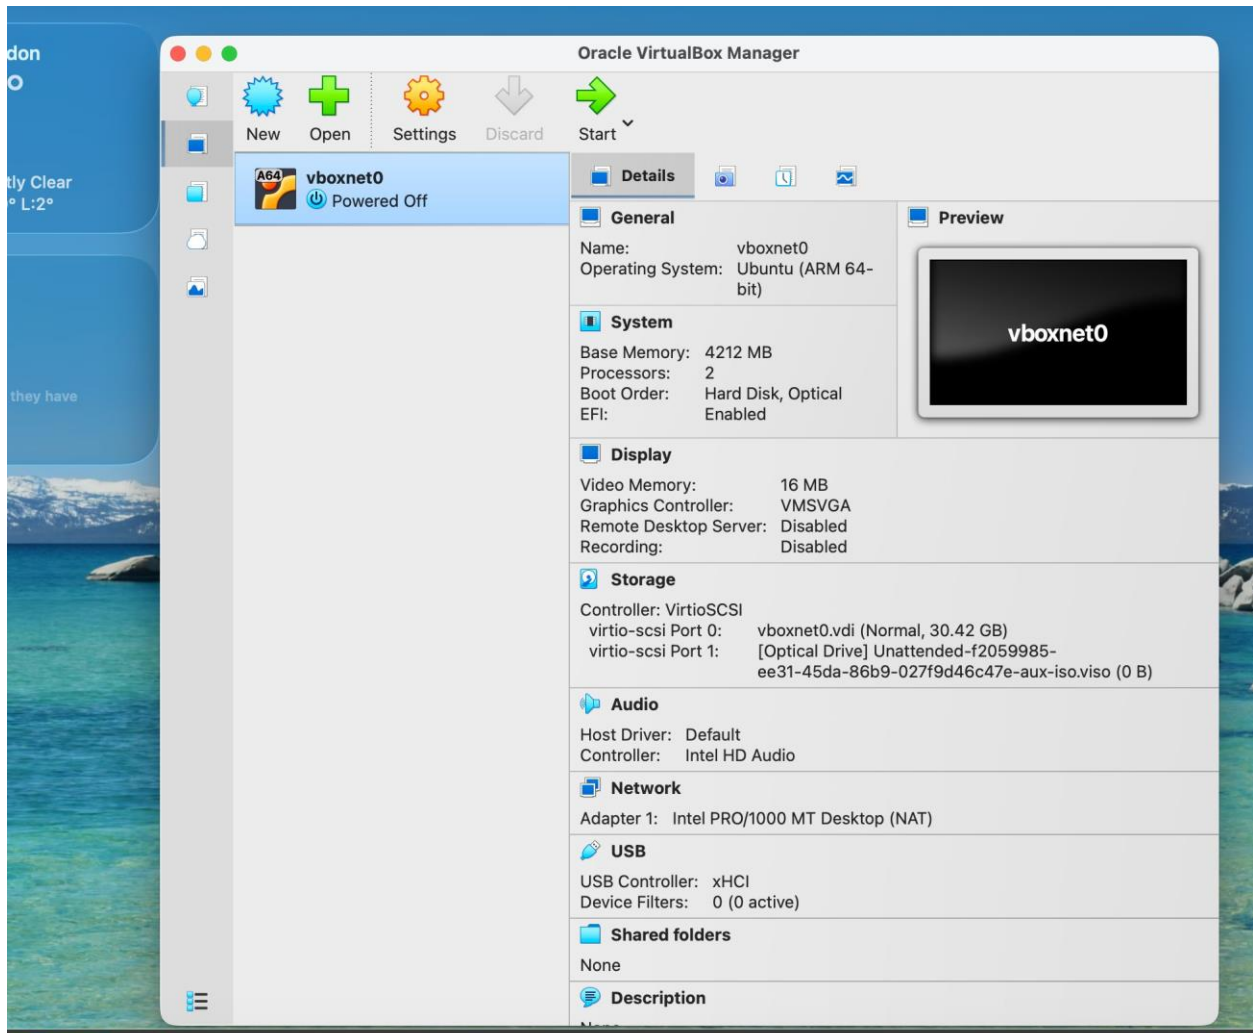 don
tly Clear
° L:2°
they have
Oracle VirtualBox Manager
New
Open
Settings
Discard
Start
A64
vboxnet0
Powered Off
Details
General
Name: vboxnet0
Operating System: Ubuntu (ARM 64-
bit)
Preview
vboxnet0
System
Base Memory: 4212 MB
Processors: 2
Boot Order: Hard Disk, Optical
EFI: Enabled
Display
Video Memory: 16 MB
Graphics Controller: VMSVGA
Remote Desktop Server: Disabled
Recording: Disabled
Storage
Controller: VirtioSCSI
virtio-scsi Port 0: vboxnet0.vdi (Normal, 30.42 GB)
virtio-scsi Port 1: [Optical Drive] Unattended-f2059985-
ee31-45da-86b9-027f9d46c47e-aux-iso.viso (0 B)
Audio
Host Driver: Default
Controller: Intel HD Audio
Network
Adapter 1: Intel PRO/1000 MT Desktop (NAT)
USB
USB Controller: xHCI
Device Filters: 0 (0 active)
Shared folders
None
Description